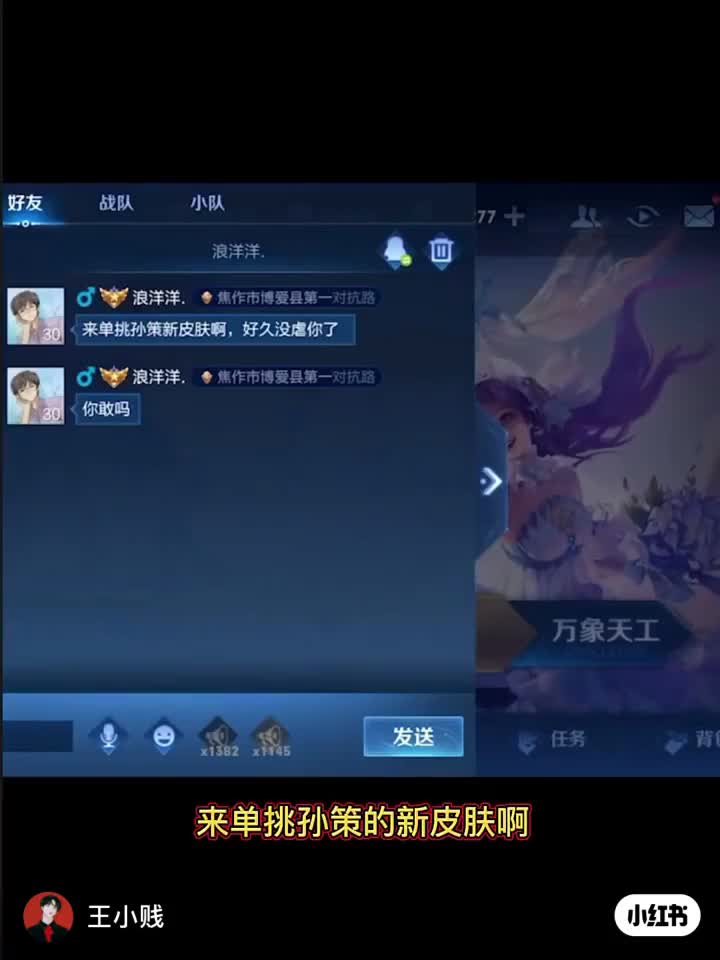 好友 战队 小队
77
浪洋洋.
浪洋洋. 焦作市博爱县第一对抗路
30
来单挑孙策新皮肤啊，好久没虐你了
浪洋洋. 焦作市博爱县第一对抗路
30
你敢吗
万象天工
x1382 x1145
发送
任务
背
来单挑孙策的新皮肤啊
王小贱
小红书